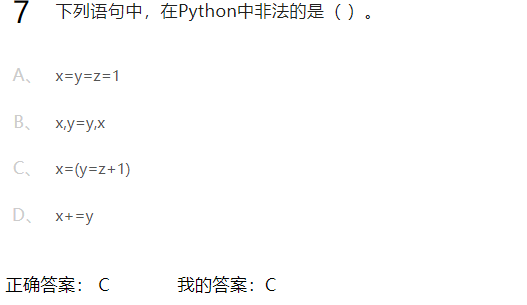 7 下列语句中，在Python中非法的是（ ）。
A、 x=y=z=1
B、 x,y=y,x
C、 x=(y=z+1)
D、 x+=y
正确答案： C 我的答案：C